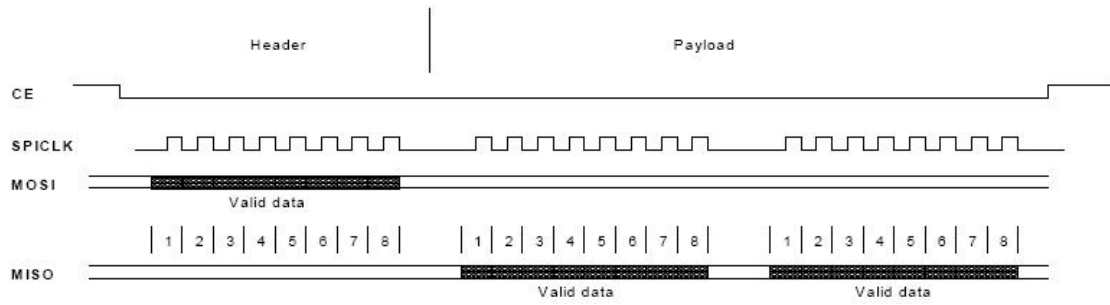 Header Payload
CE
SPICLK
MOSI
Valid data
1 2 3 4 5 6 7 8 1 2 3 4 5 6 7 8 1 2 3 4 5 6 7 8
MISO
Valid data Valid data